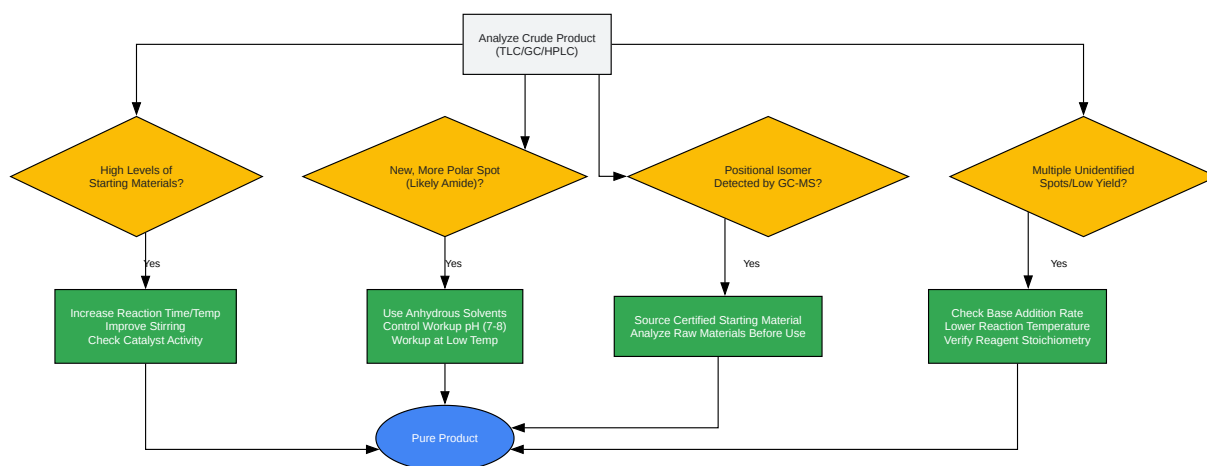 Analyze Crude Product
(TLC/GC/HPLC)
High Levels of
Starting Materials?
New, More Polar Spot
(Likely Amide)?
Positional Isomer
Detected by GC-MS?
Multiple Unidentified
Spots/Low Yield?
Yes
Yes
Yes
Yes
Increase Reaction Time/Temp
Improve Stirring
Check Catalyst Activity
Use Anhydrous Solvents
Control Workup pH (7-8)
Workup at Low Temp
Source Certified Starting Material
Analyze Raw Materials Before Use
Check Base Addition Rate
Lower Reaction Temperature
Verify Reagent Stoichiometry
Pure Product